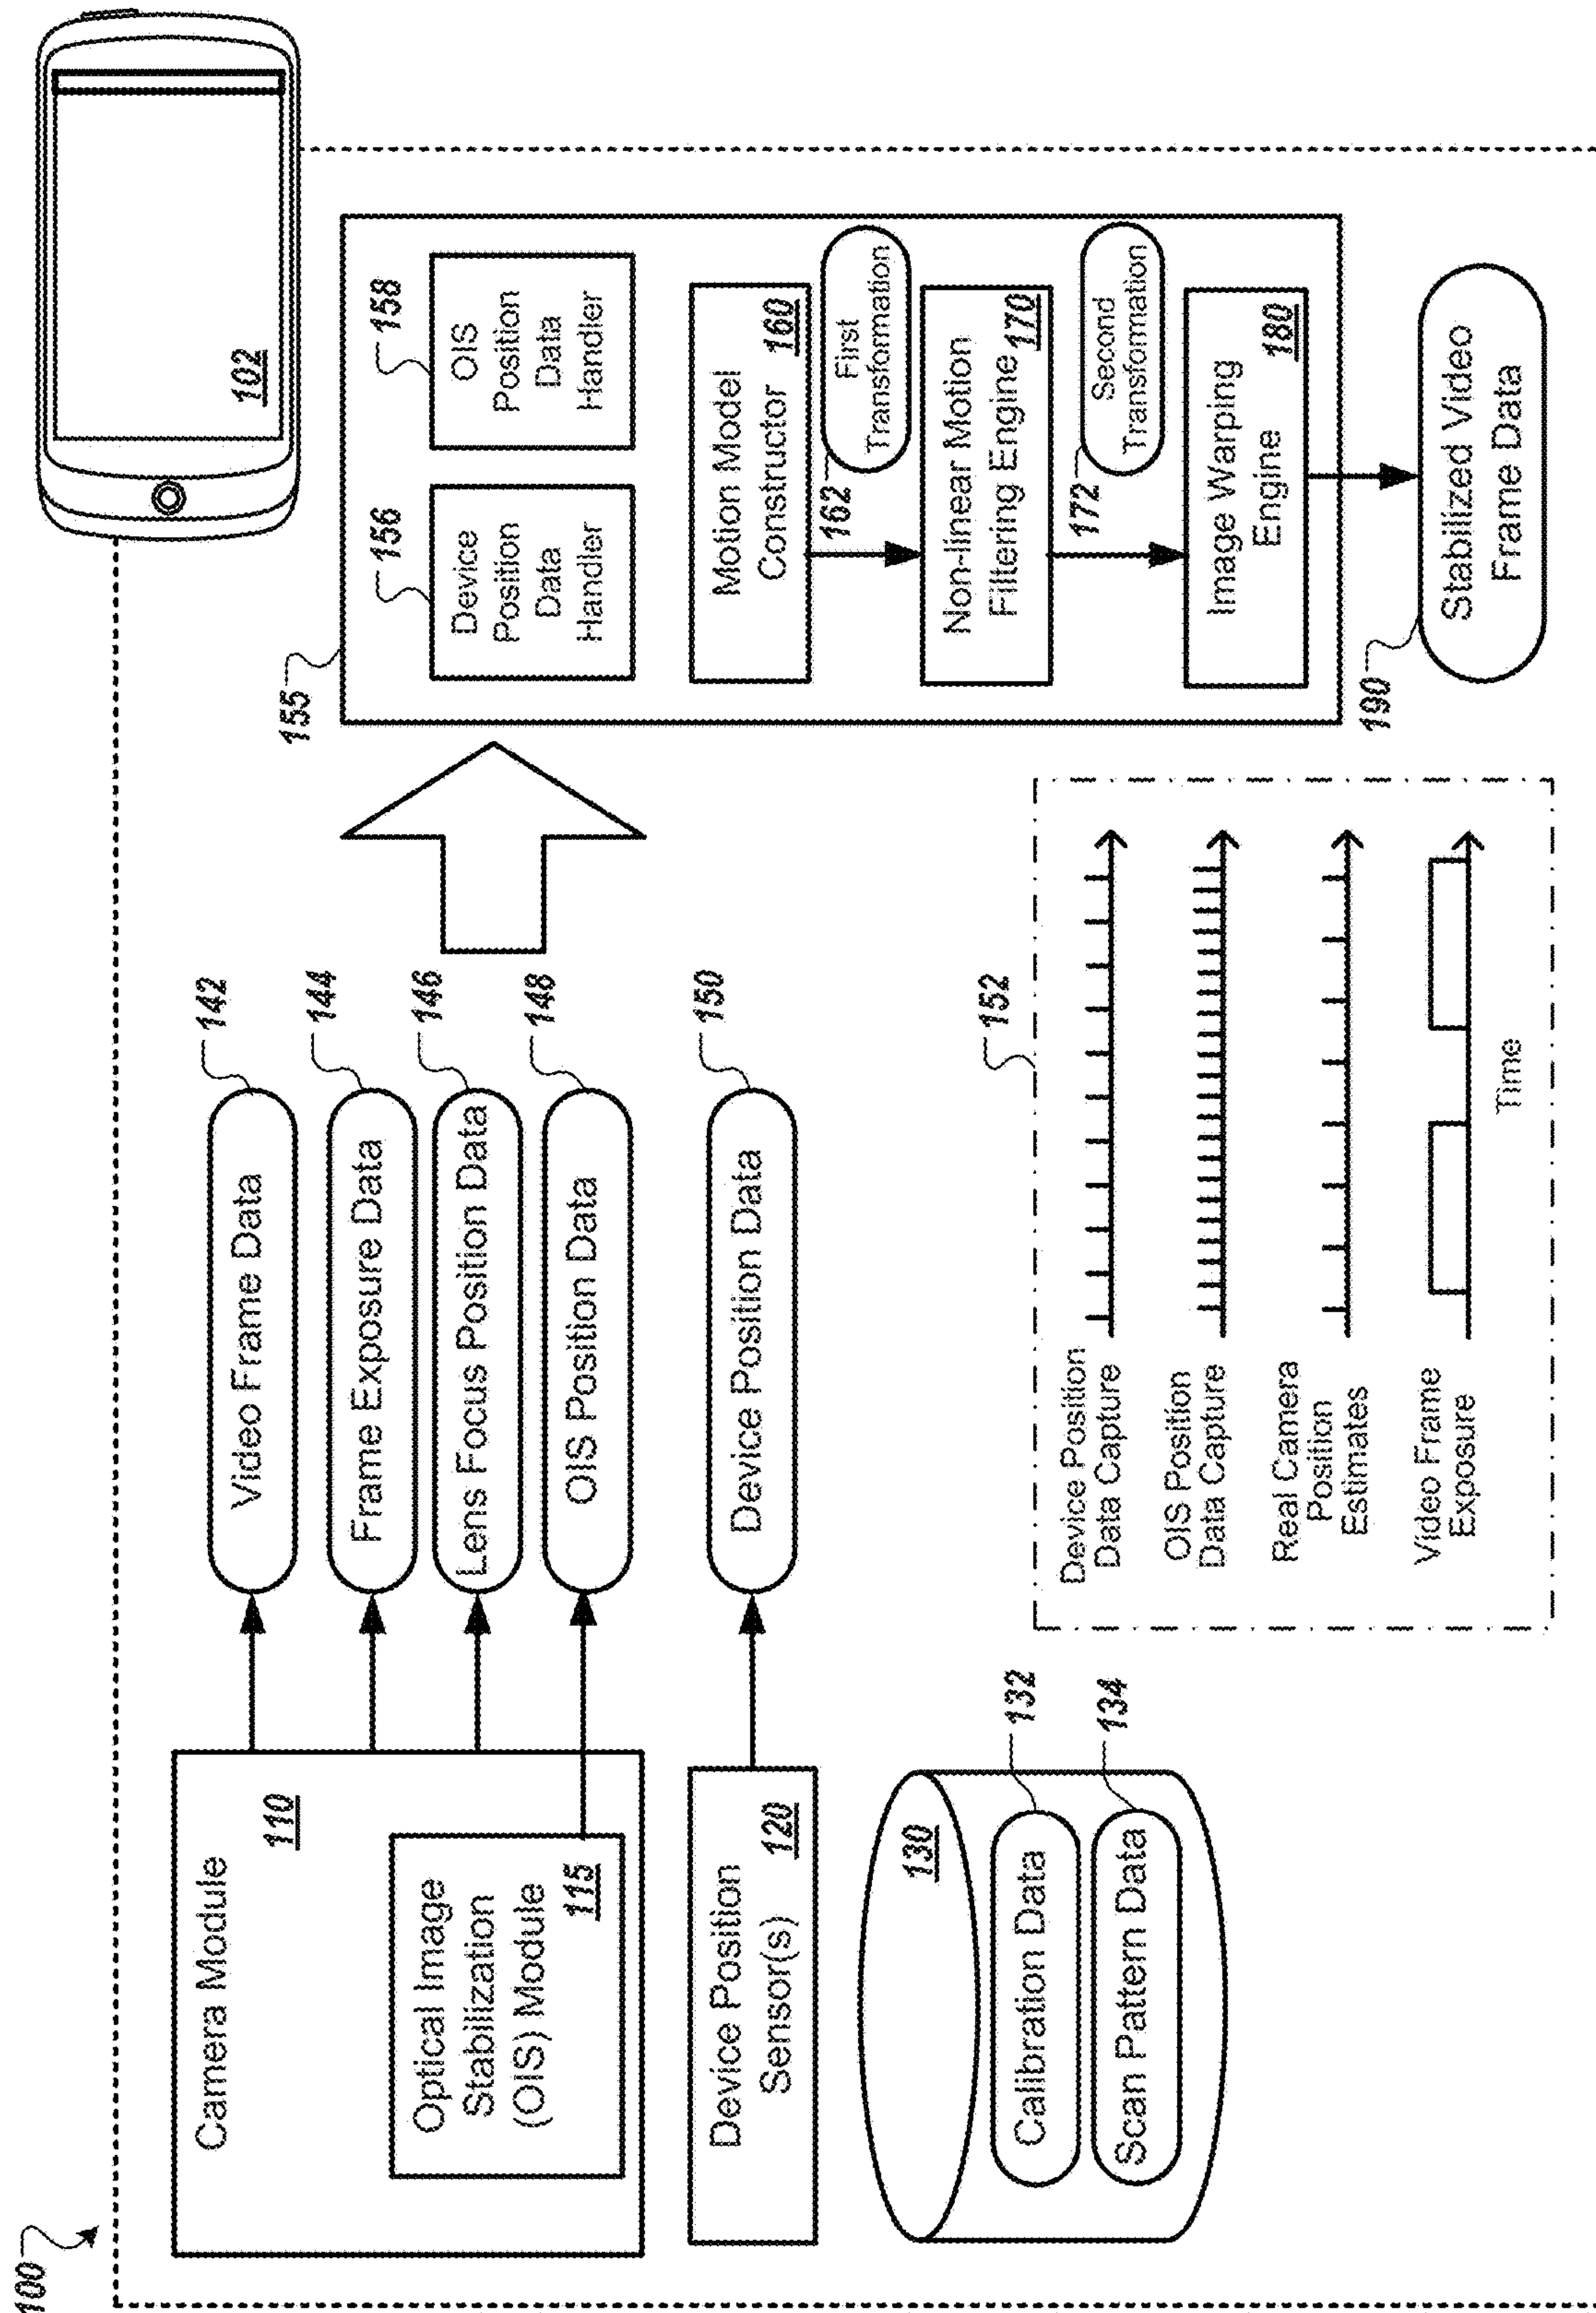 100
102
Camera Module
110
Optical Image
Stabilization
(OIS) Module
115
Device Position
Sensor(s)
120
130
Calibration Data
132
Scan Pattern Data
134
Video Frame Data
142
Frame Exposure Data
144
Lens Focus Position Data
146
OIS Position Data
148
Device Position Data
150
152
Device Position
Data Capture
OIS Position
Data Capture
Real Camera
Position
Estimates
Video Frame
Exposure
Time
155
156
Device
Position
Data
Handler
158
OIS
Position
Data
Handler
Motion Model
Constructor
160
162
First
Transformation
Non-linear Motion
Filtering Engine
170
172
Second
Transformation
Image Warping
Engine
180
190
Stabilized Video
Frame Data